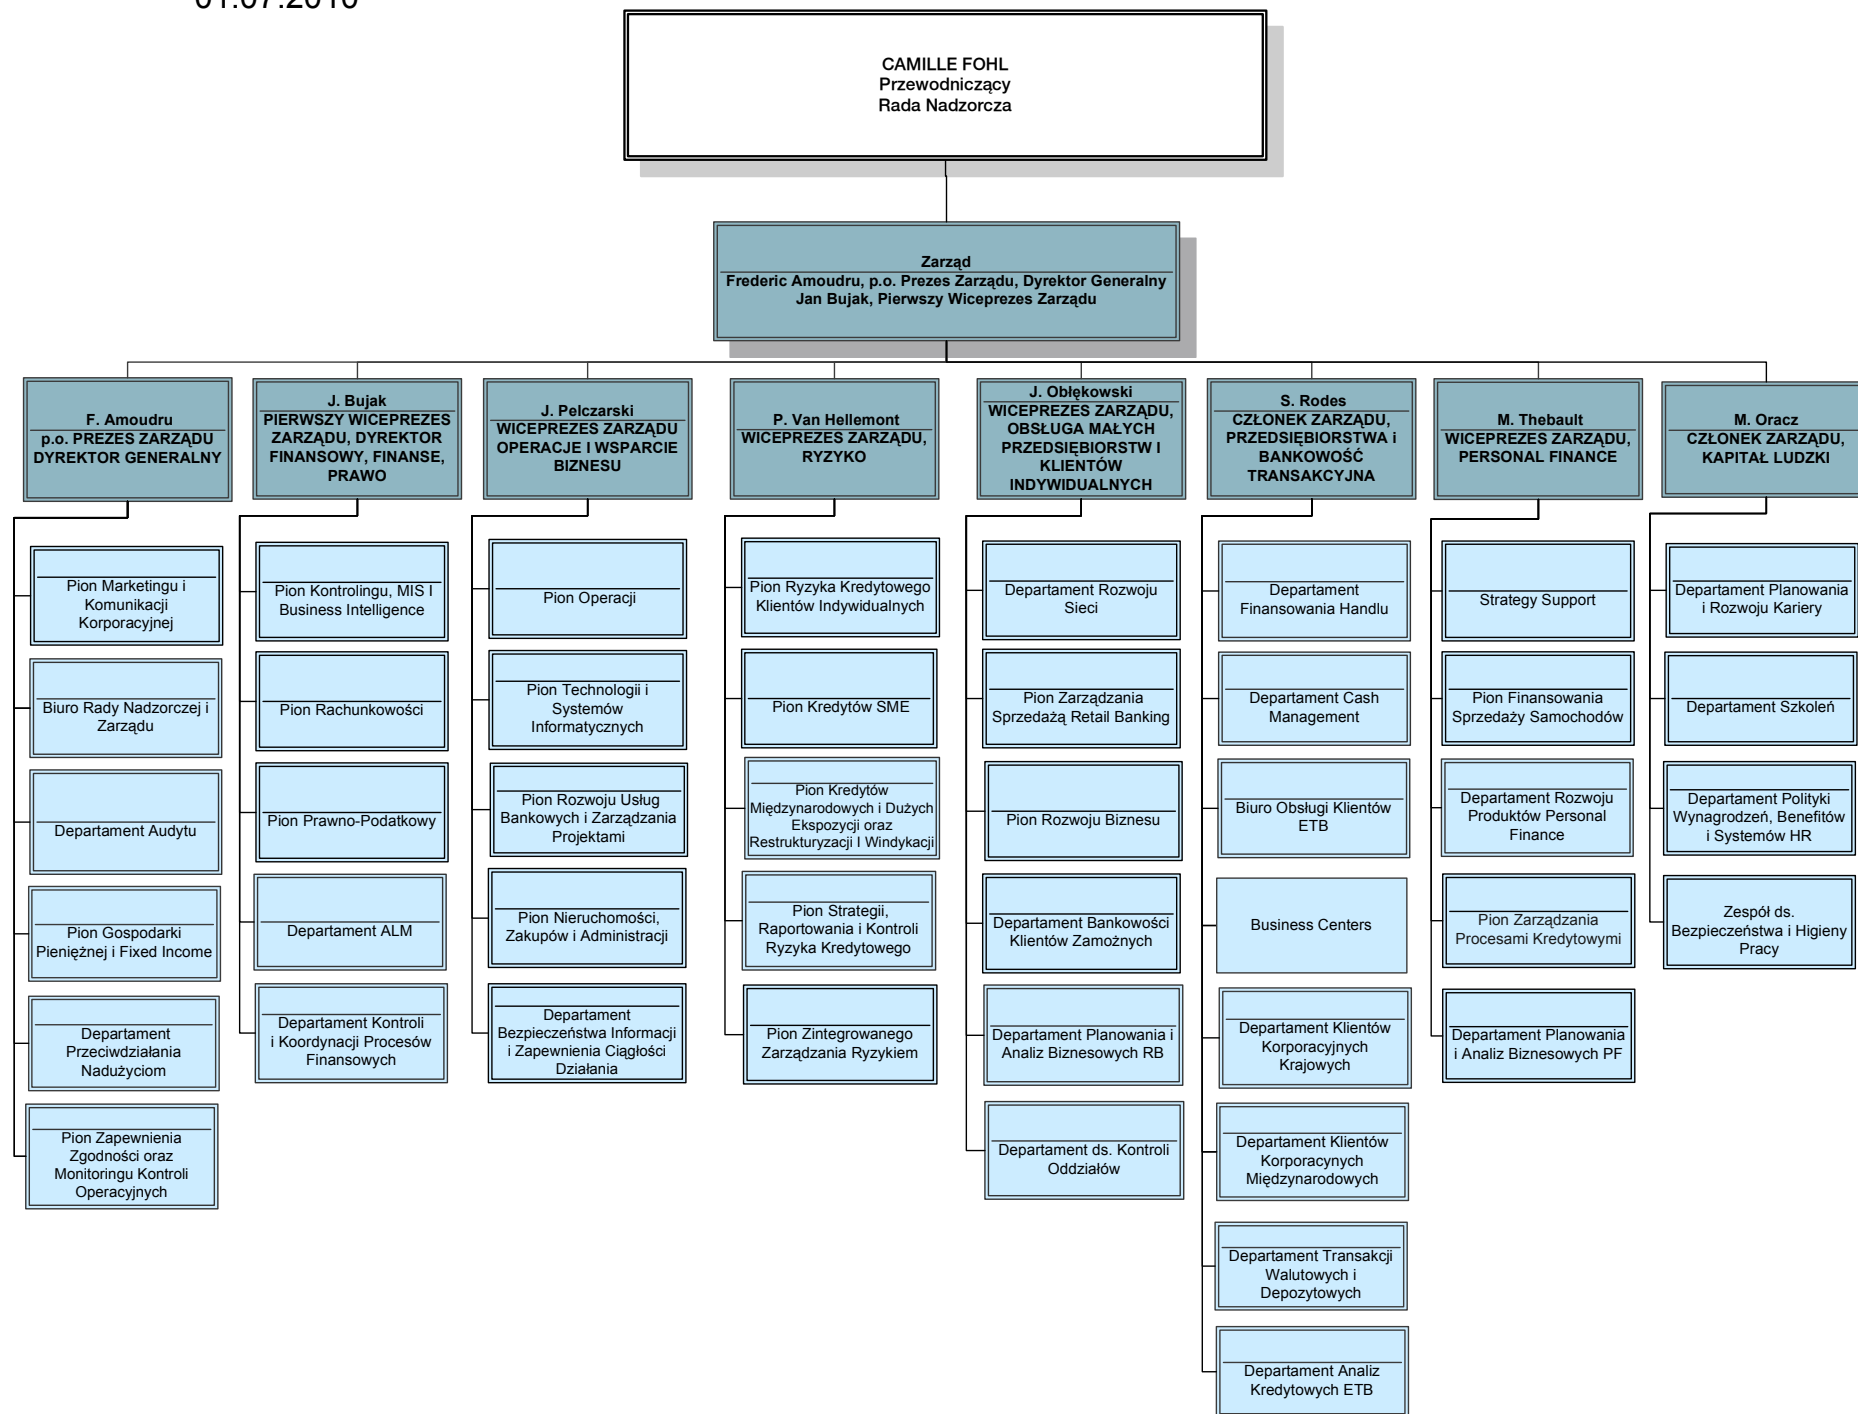 01.07.2010
CAMILLE FOHL
Przewodniczący
Rada Nadzorcza
Zarząd
Frederic Amoudru, p.o. Prezes Zarządu, Dyrektor Generalny
Jan Bujak, Pierwszy Wiceprezes Zarządu
F. Amoudru
p.o. PREZES ZARZĄDU
DYREKTOR GENERALNY
J. Bujak
PIERWSZY WICEPREZES
ZARZĄDU, DYREKTOR
FINANSOWY, FINANSE,
PRAWO
J. Pelczarski
WICEPREZES ZARZĄDU
OPERACJE I WSPARCIE
BIZNESU
P. Van Hellemont
WICEPREZES ZARZĄDU,
RYZYKO
J. Obłękowski
WICEPREZES ZARZĄDU,
OBSŁUGA MAŁYCH
PRZEDSIĘBIORSTW I
KLIENTÓW
INDYWIDUALNYCH
S. Rodes
CZŁONEK ZARZĄDU,
PRZEDSIĘBIORSTWA i
BANKOWOŚĆ
TRANSAKCYJNA
M. Thebault
WICEPREZES ZARZĄDU,
PERSONAL FINANCE
M. Oracz
CZŁONEK ZARZĄDU,
KAPITAŁ LUDZKI
Pion Marketingu i
Komunikacji
Korporacyjnej
Biuro Rady Nadzorczej i
Zarządu
Departament Audytu
Pion Gospodarki
Pieniężnej i Fixed Income
Departament
Przeciwdziałania
Nadużyciom
Pion Zapewnienia
Zgodności oraz
Monitoringu Kontroli
Operacyjnych
Pion Kontrolingu, MIS I
Business Intelligence
Pion Rachunkowości
Pion Prawno-Podatkowy
Departament ALM
Departament Kontroli
i Koordynacji Procesów
Finansowych
Pion Operacji
Pion Technologii i
Systemów
Informatycznych
Pion Rozwoju Usług
Bankowych i Zarządzania
Projektami
Pion Nieruchomości,
Zakupów i Administracji
Departament
Bezpieczeństwa Informacji
i Zapewnienia Ciągłości
Działania
Pion Ryzyka Kredytowego
Klientów Indywidualnych
Pion Kredytów SME
Pion Kredytów
Międzynarodowych i Dużych
Ekspozycji oraz
Restrukturyzacji I Windykacji
Pion Strategii,
Raportowania i Kontroli
Ryzyka Kredytowego
Pion Zintegrowanego
Zarządzania Ryzykiem
Departament Rozwoju
Sieci
Pion Zarządzania
Sprzedażą Retail Banking
Pion Rozwoju Biznesu
Departament Bankowości
Klientów Zamożnych
Departament Planowania i
Analiz Biznesowych RB
Departament ds. Kontroli
Oddziałów
Departament
Finansowania Handlu
Departament Cash
Management
Biuro Obsługi Klientów
ETB
Business Centers
Departament Klientów
Korporacyjnych
Krajowych
Departament Klientów
Korporacynych
Międzynarodowych
Departament Transakcji
Walutowych i
Depozytowych
Departament Analiz
Kredytowych ETB
Strategy Support
Pion Finansowania
Sprzedaży Samochodów
Departament Rozwoju
Produktów Personal
Finance
Pion Zarządzania
Procesami Kredytowymi
Departament Planowania
i Analiz Biznesowych PF
Departament Planowania
i Rozwoju Kariery
Departament Szkoleń
Departament Polityki
Wynagrodzeń, Benefitów
i Systemów HR
Zespół ds.
Bezpieczeństwa i Higieny
Pracy